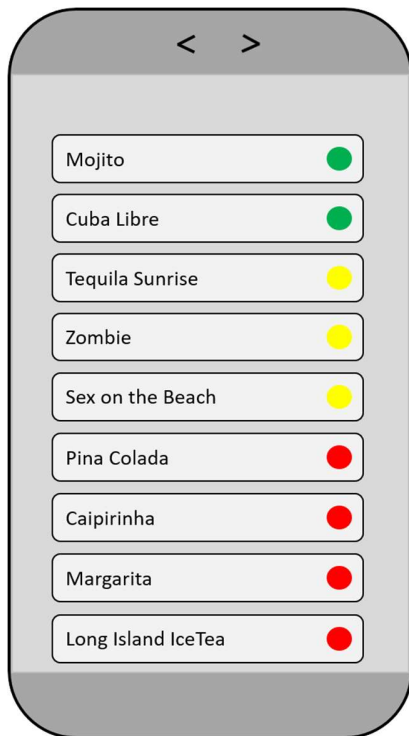 < >
Mojito
Cuba Libre
Tequila Sunrise
Zombie
Sex on the Beach
Pina Colada
Caipirinha
Margarita
Long Island IceTea